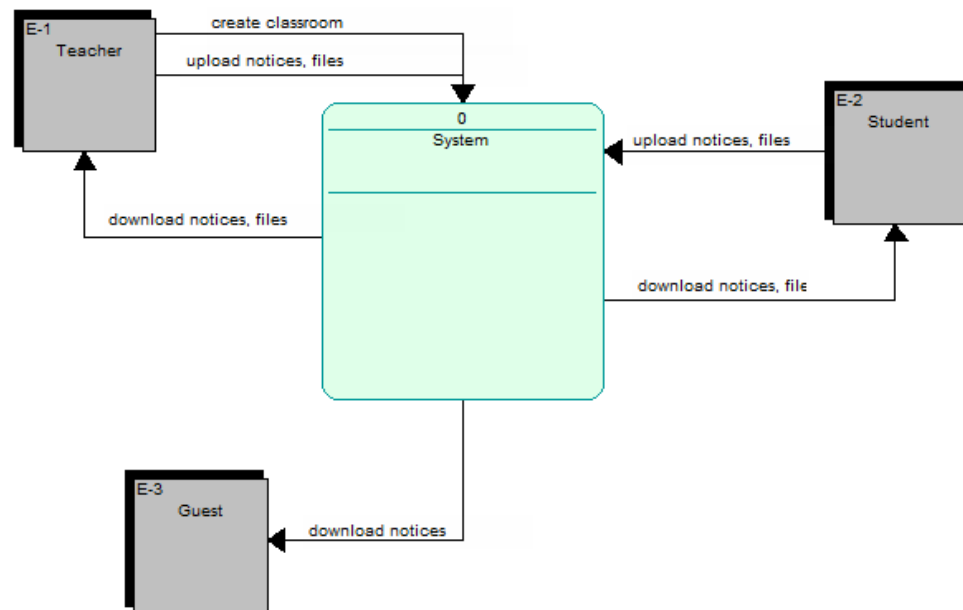 create classroom
E-1
Teacher
upload notices, files
E-2
Student
0
System
upload notices, files
download notices, files
download notices, file
E-3
Guest
download notices